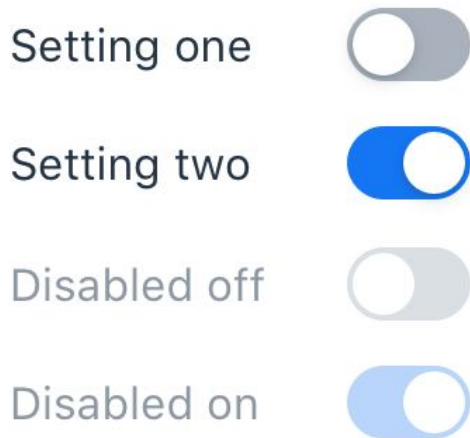 Setting one
Setting two
Disabled off
Disabled on